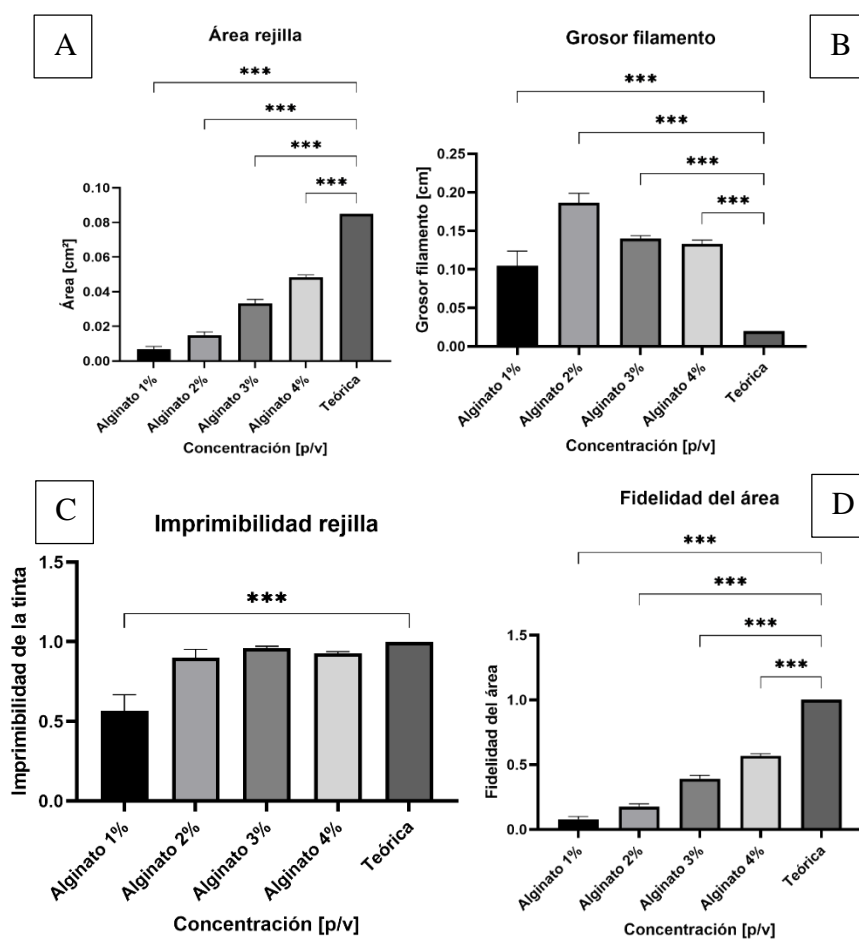 A
Área rejilla
***
***
***
***
Área [cm²]
0.10
0.08
0.06
0.04
0.02
0.00
Alginato 1%
Alginato 2%
Alginato 3%
Alginato 4%
Teórica
Concentración [p/v]
B
Grosor filamento
***
***
***
***
Grosor filamento [cm]
0.25
0.20
0.15
0.10
0.05
0.00
Alginato 1%
Alginato 2%
Alginato 3%
Alginato 4%
Teórica
Concentración [p/v]
C
Imprimibilidad rejilla
***
Imprimibilidad de la tinta
1.5
1.0
0.5
0.0
Alginato 1%
Alginato 2%
Alginato 3%
Alginato 4%
Teórica
Concentración [p/v]
D
Fidelidad del área
***
***
***
***
Fidelidad del área
1.5
1.0
0.5
0.0
Alginato 1%
Alginato 2%
Alginato 3%
Alginato 4%
Teórica
Concentración [p/v]